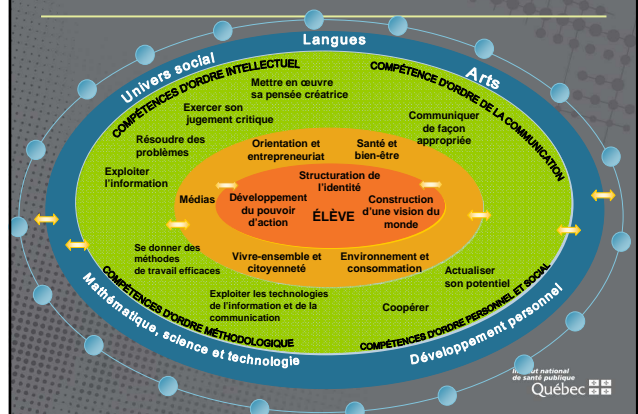 Langues
Univers social
Arts
COMPÉTENCES D'ORDRE INTELLECTUEL
COMPÉTENCE D'ORDRE DE LA COMMUNICATION
Mettre en œuvre
sa pensée créatrice
Exercer son
jugement critique
Communiquer
de façon
appropriée
Résoudre des
problèmes
Orientation et
entrepreneuriat
Santé et
bien-être
Exploiter
l'information
Structuration de
l'identité
Médias
Développement
du pouvoir
d'action
ÉLÈVE
Construction
d'une vision du
monde
Se donner des
méthodes
de travail efficaces
Vivre-ensemble et
citoyenneté
Environnement et
consommation
Actualiser
son potentiel
Exploiter les technologies
de l'information et de la
communication
Coopérer
COMPÉTENCES D'ORDRE MÉTHODOLOGIQUE
COMPÉTENCES D'ORDRE PERSONNEL ET SOCIAL
Mathématique, science et technologie
Développement personnel
national
de santé publique
Québec